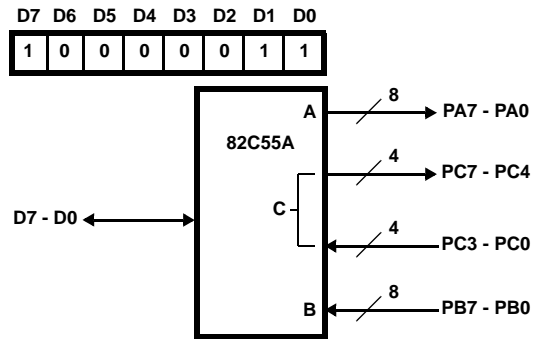 D7 D6 D5 D4 D3 D2 D1 D0
1 0 0 0 0 0 1 1
8
A
PA7 - PA0
82C55A
4
PC7 - PC4
C
D7 - D0
4
PC3 - PC0
8
B
PB7 - PB0